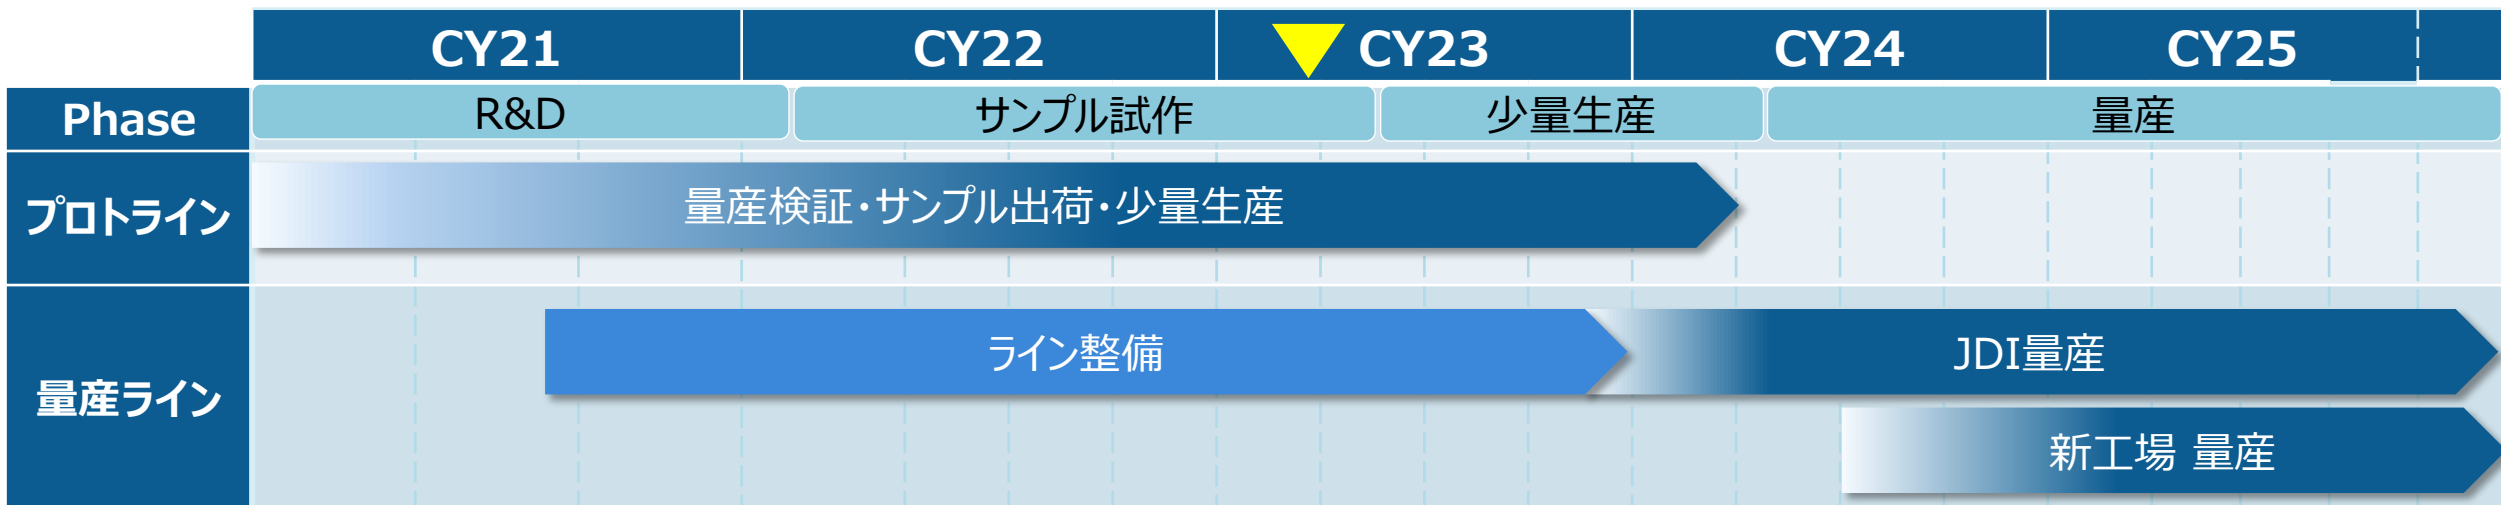 CY21 CY22 CY23 CY24 CY25
Phase R&D サンプル試作 少量生産 量産
プロトライン 量産検証・サンプル出荷・少量生産
ライン整備 JDI量産
量産ライン
新工場 量産